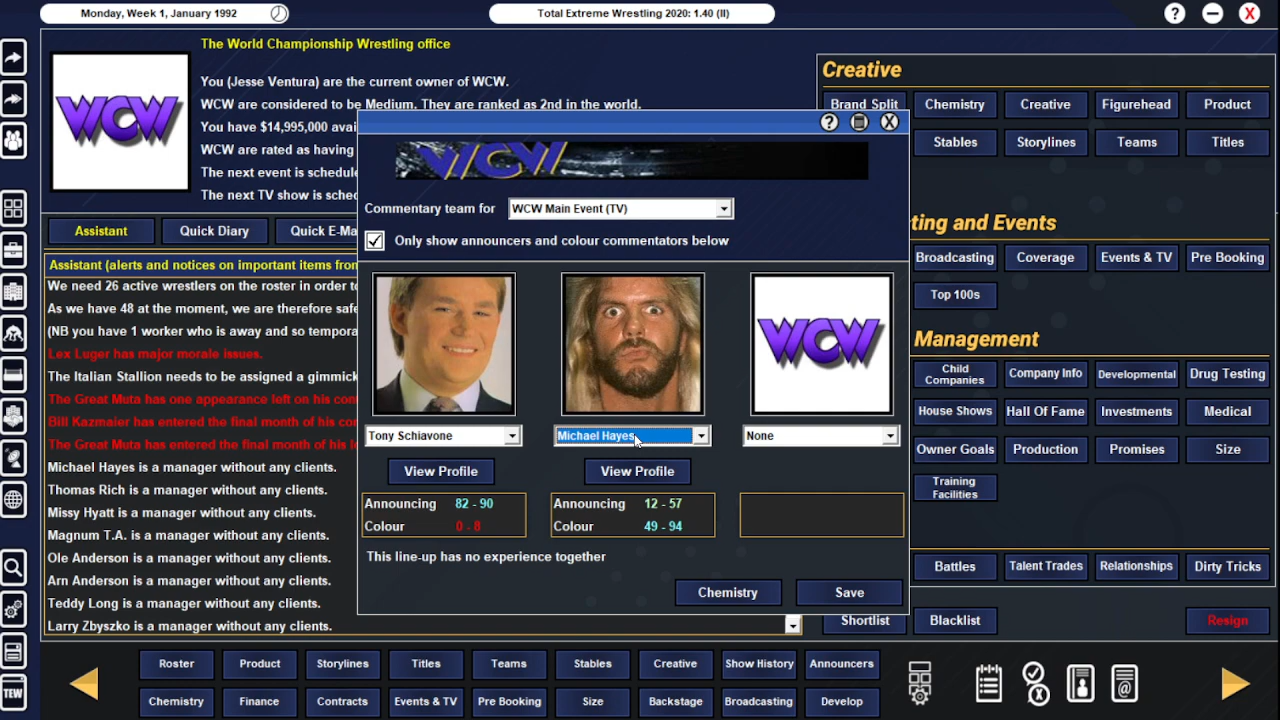 Monday, Week 1, January 1992
Total Extreme Wrestling 2020: 1.40 (II)
? X
The World Championship Wrestling office
WCW
You (Jesse Ventura) are the current owner of WCW.
WCW are considered to be Medium. They are ranked as 2nd in the world.
You have $14,995,000 avai
WCW are rated as having
The next event is schedule
The next TV show is sched
Assistant
Quick Diary
Quick E-Ma
Assistant (alerts and notices on important items from
We need 26 active wrestlers on the roster in order to
As we have 48 at the moment, we are therefore safe
(NB you have 1 worker who is away and so tempora
Lex Luger has major morale issues.
The Italian Stallion needs to be assigned a gimmick
The Great Muta has one appearance left on his con
Bill Kazmaier has entered the final month of his co
The Great Muta has entered the final month of his l
Michael Hayes is a manager without any clients.
Thomas Rich is a manager without any clients.
Missy Hyatt is a manager without any clients.
Magnum T.A. is a manager without any clients.
Ole Anderson is a manager without any clients.
Arn Anderson is a manager without any clients.
Teddy Long is a manager without any clients.
Larry Zbyszko is a manager without any clients.
? X
WCW
Commentary team for WCW Main Event (TV)
Only show announcers and colour commentators below
WCW
Tony Schiavone
Michael Hayes
None
View Profile
View Profile
Announcing 82 - 90
Colour 0 - 8
Announcing 12 - 57
Colour 49 - 94
This line-up has no experience together
Chemistry
Save
Creative
Brand Split
Chemistry
Creative
Figurehead
Product
Stables
Storylines
Teams
Titles
ting and Events
Broadcasting
Coverage
Events & TV
Pre Booking
Top 100s
Management
Child Companies
Company Info
Developmental
Drug Testing
House Shows
Hall Of Fame
Investments
Medical
Owner Goals
Production
Promises
Size
Training Facilities
Battles
Talent Trades
Relationships
Dirty Tricks
Shortlist
Blacklist
Resign
Roster
Product
Storylines
Titles
Teams
Stables
Creative
Show History
Announcers
Chemistry
Finance
Contracts
Events & TV
Pre Booking
Size
Backstage
Broadcasting
Develop
TEW